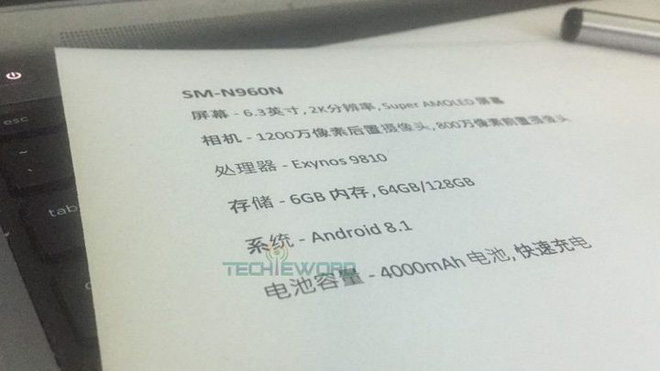 SM-N960N
屏幕 - 6.3英寸, 2K分辨率, Super AMOLED 屏幕
相机 - 1200万像素后置摄像头, 800万像素前置摄像头
处理器 - Exynos 9810
存储 - 6GB 内存, 64GB/128GB
系统 - Android 8.1
TECHIEWORD
电池容量 - 4000mAh 电池, 快速充电
esc
tab